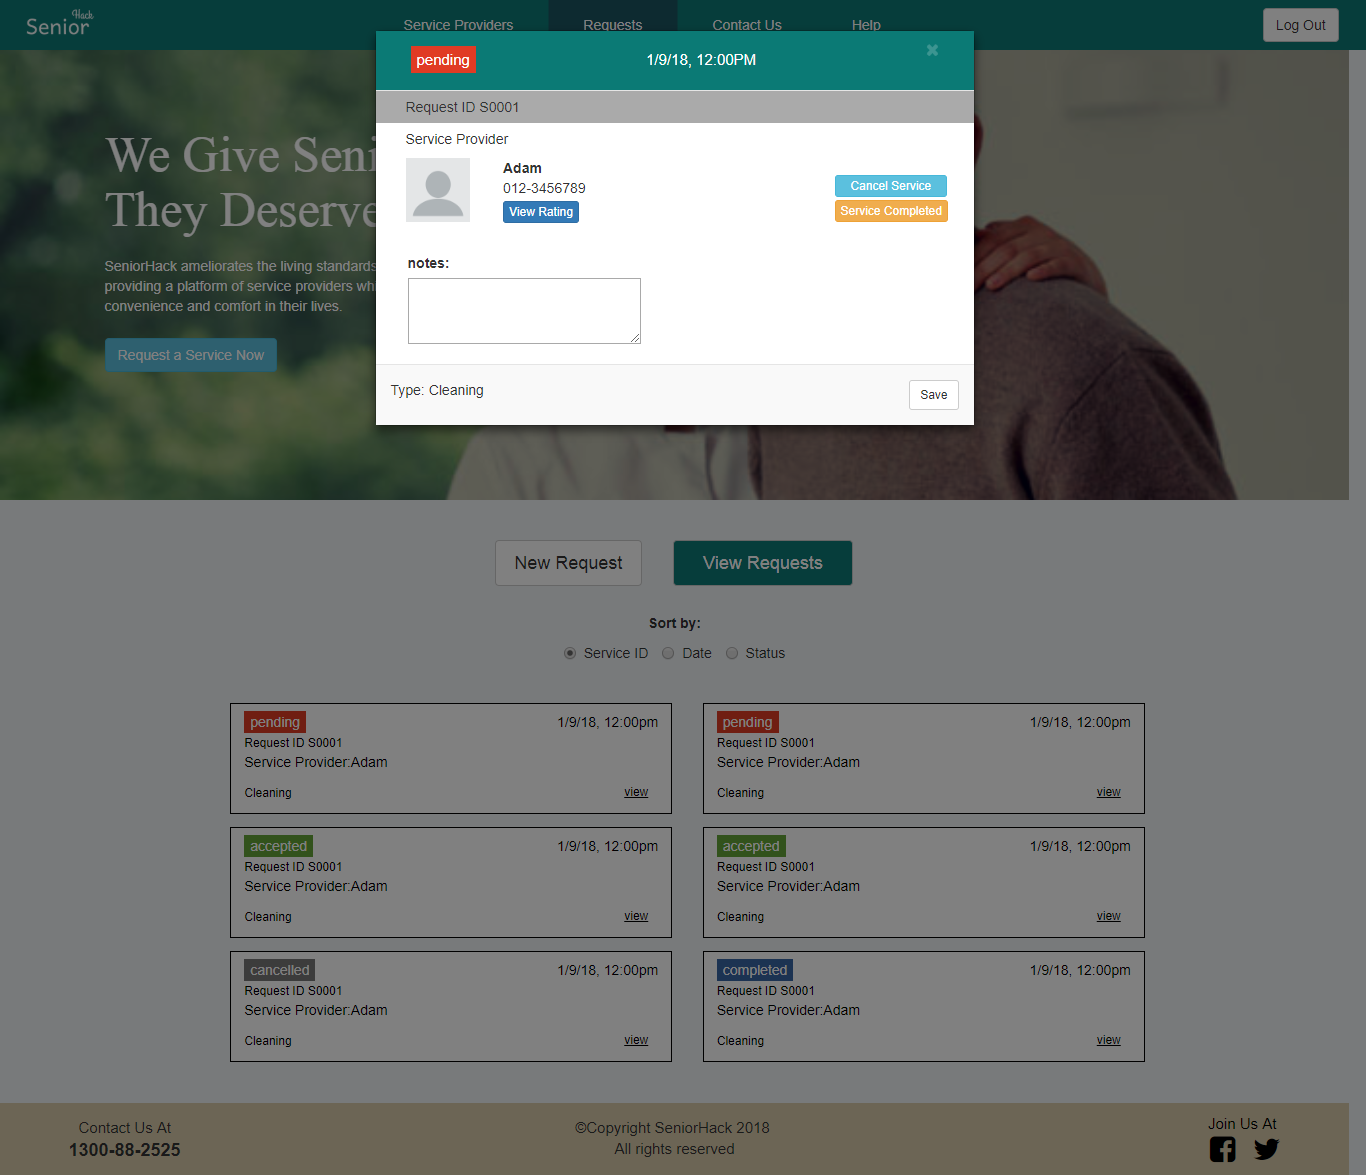 Senior Hack
Service Providers
Requests
Contact Us
Help
Log Out
pending
1/9/18, 12:00PM
Request ID S0001
Service Provider
Adam
012-3456789
View Rating
Cancel Service
Service Completed
notes:
Type: Cleaning
Save
We Give Seni
They Deserve
SeniorHack ameliorates the living standards
providing a platform of service providers wh
convenience and comfort in their lives.
Request a Service Now
New Request
View Requests
Sort by:
Service ID Date Status
pending 1/9/18, 12:00pm
Request ID S0001
Service Provider:Adam
Cleaning view
pending 1/9/18, 12:00pm
Request ID S0001
Service Provider:Adam
Cleaning view
accepted 1/9/18, 12:00pm
Request ID S0001
Service Provider:Adam
Cleaning view
accepted 1/9/18, 12:00pm
Request ID S0001
Service Provider:Adam
Cleaning view
cancelled 1/9/18, 12:00pm
Request ID S0001
Service Provider:Adam
Cleaning view
completed 1/9/18, 12:00pm
Request ID S0001
Service Provider:Adam
Cleaning view
Contact Us At
1300-88-2525
©Copyright SeniorHack 2018
All rights reserved
Join Us At